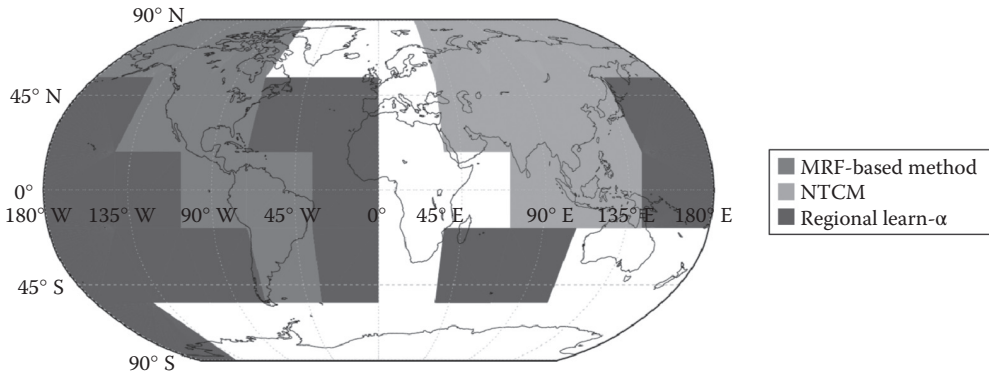 90° N
45° N
0°
180° W 135° W 90° W 45° W 0° 45° E 90° E 135° E 180° E
45° S
90° S
MRF-based method
NTCM
Regional learn-α